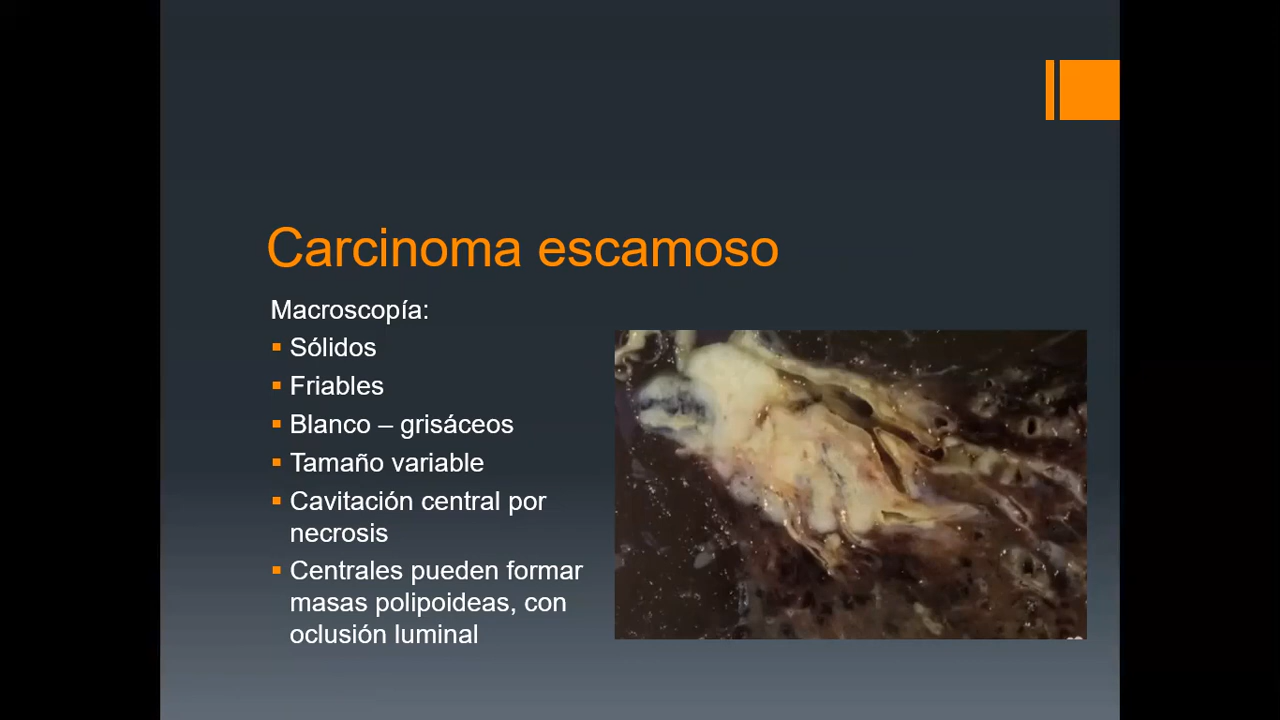 Carcinoma escamoso
Macroscopía:
Sólidos
Friables
Blanco – grisáceos
Tamaño variable
Cavitación central por
necrosis
Centrales pueden formar
masas polipoideas, con
oclusión luminal